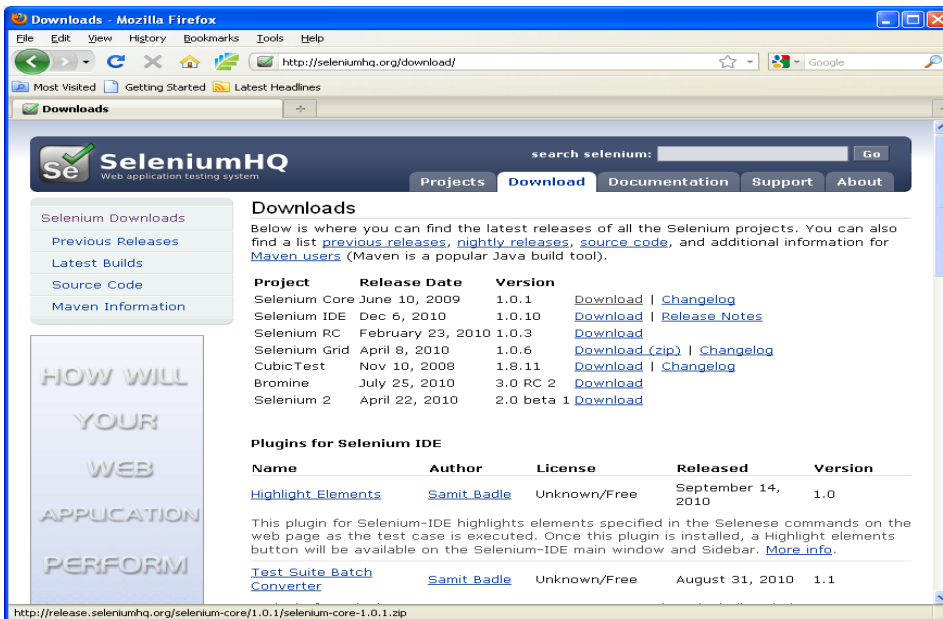 Downloads - Mozilla Firefox
File Edit View History Bookmarks Tools Help
http://seleniumhq.org/download/
Google
Most Visited Getting Started Latest Headlines
Downloads
Se
SeleniumHQ
Web application testing system
search selenium:
Go
Projects Download Documentation Support About
Selenium Downloads
Previous Releases
Latest Builds
Source Code
Maven Information
HOW WILL
YOUR
WEB
APPLICATION
PERFORM
Downloads
Below is where you can find the latest releases of all the Selenium projects. You can also
find a list previous releases, nightly releases, source code, and additional information for
Maven users (Maven is a popular Java build tool).
Project Release Date Version
Selenium Core June 10, 2009 1.0.1 Download | Changelog
Selenium IDE Dec 6, 2010 1.0.10 Download | Release Notes
Selenium RC February 23, 2010 1.0.3 Download
Selenium Grid April 8, 2010 1.0.6 Download (zip) | Changelog
CubicTest Nov 10, 2008 1.8.11 Download | Changelog
Bromine July 25, 2010 3.0 RC 2 Download
Selenium 2 April 22, 2010 2.0 beta 1 Download
Plugins for Selenium IDE
Name Author License Released Version
Highlight Elements Samit Badle Unknown/Free September 14, 2010 1.0
This plugin for Selenium-IDE highlights elements specified in the Selenese commands on the
web page as the test case is executed. Once this plugin is installed, a Highlight elements
button will be available on the Selenium-IDE main window and Sidebar. More info.
Test Suite Batch Converter Samit Badle Unknown/Free August 31, 2010 1.1
http://release.seleniumhq.org/selenium-core/1.0.1/selenium-core-1.0.1.zip